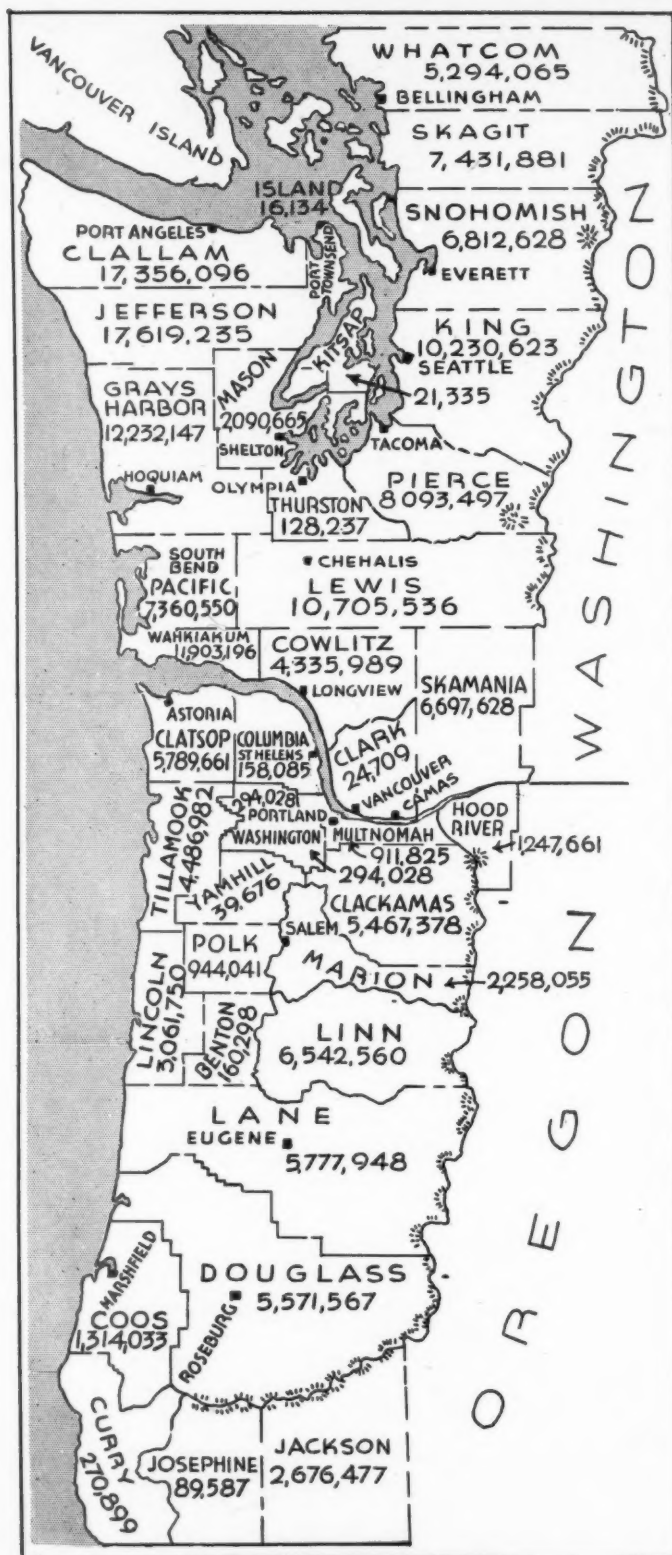 VANCOUVER ISLAND
WHATCOM
5,294,065
BELLINGHAM
SKAGIT
7,431,881
ISLAND
16,134
SNOHOMISH
6,812,628
EVERETT
PORT ANGELES
CLALLAM
17,356,096
PORT
TOWNSEND
JEFFERSON
17,619,235
KITSAP
21,335
KING
10,230,623
SEATTLE
MASON
2,090,665
SHELTON
GRAYS
HARBOR
12,232,147
HOQUIAM
OLYMPIA
TACOMA
PIERCE
8 093,497
THURSTON
128,237
WASHINGTON
SOUTH
BEND
PACIFIC
7,360,550
CHEHALIS
LEWIS
10,705,536
WAHKIAKUM
1,903,196
COWLITZ
4,335,989
LONGVIEW
SKAMANIA
6,697,628
ASTORIA
CLATSOP
5,789,661
COLUMBIA
ST HELENS
158,085
CLARK
24,709
VANCOUVER
CAMAS
HOOD
RIVER
1,247,661
TILLAMOOK
4,486,982
294,028
PORTLAND
WASHINGTON
294,028
MULTNOMAH
911,825
YAMHILL
39,676
CLACKAMAS
5,467,378
SALEM
POLK
944,041
MARION
2,258,055
LINCOLN
3,061,750
BENTON
160,298
LINN
6,542,560
OREGON
LANE
EUGENE
5,777,948
DOUGLASS
5,571,567
ROSEBURG
MARSHFIELD
COOS
1,314,033
CURRY
270,899
JOSEPHINE
89,587
JACKSON
2,676,477